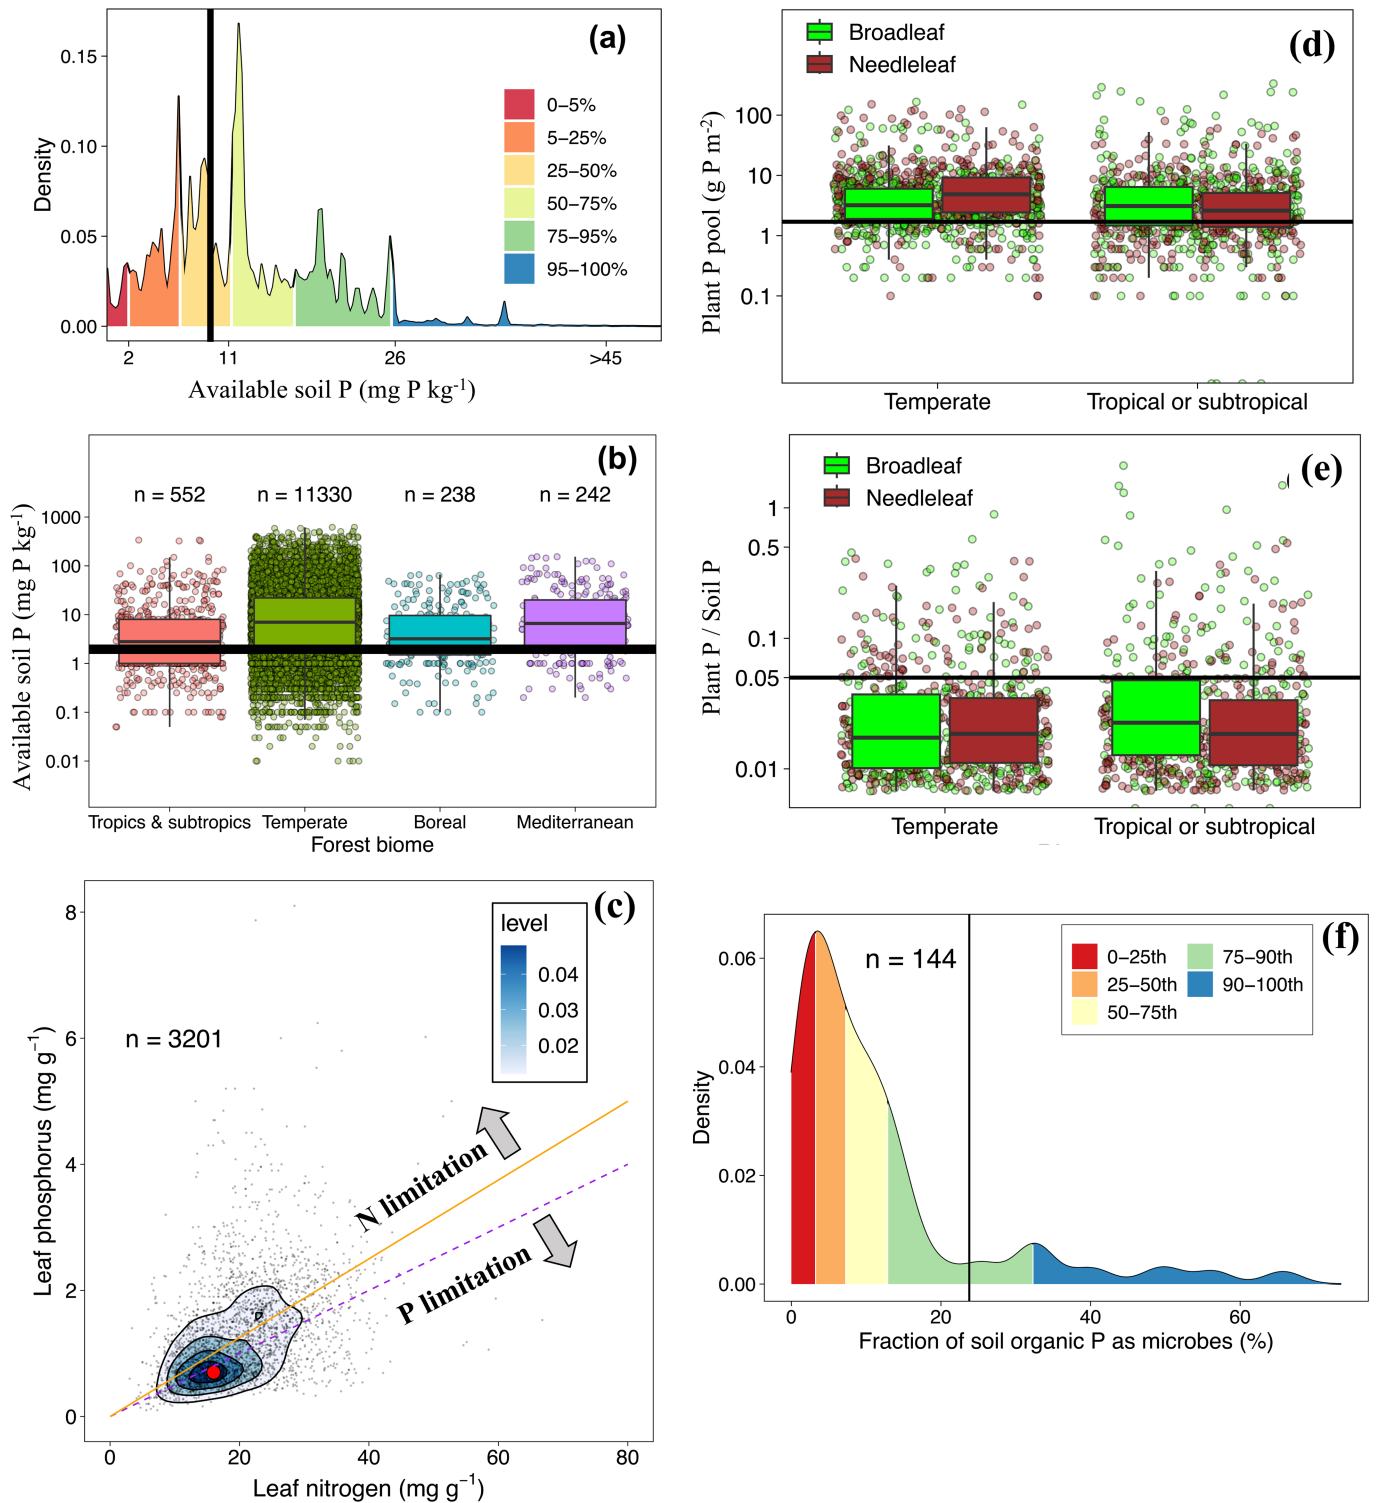 (a)
0.15
0.10
0.05
0.00
Density
0−5%
5−25%
25−50%
50−75%
75−95%
95−100%
2 11 26 >45
Available soil P (mg P kg-1)
(b)
n = 552 n = 11330 n = 238 n = 242
1000
100
10
1
0.1
0.01
Available soil P (mg P kg-1)
Tropics & subtropics Temperate Boreal Mediterranean
Forest biome
(c)
level
0.04
0.03
0.02
n = 3201
N limitation
P limitation
8
6
4
2
0
Leaf phosphorus (mg g−1)
0 20 40 60 80
Leaf nitrogen (mg g−1)
(d)
Broadleaf
Needleleaf
100
10
1
0.1
Plant P pool (g P m-2)
Temperate Tropical or subtropical
(e)
Broadleaf
Needleleaf
1
0.5
0.1
0.05
0.01
Plant P / Soil P
Temperate Tropical or subtropical
(f)
n = 144
0−25th 75−90th
25−50th 90−100th
50−75th
0.06
0.04
0.02
0.00
Density
0 20 40 60
Fraction of soil organic P as microbes (%)